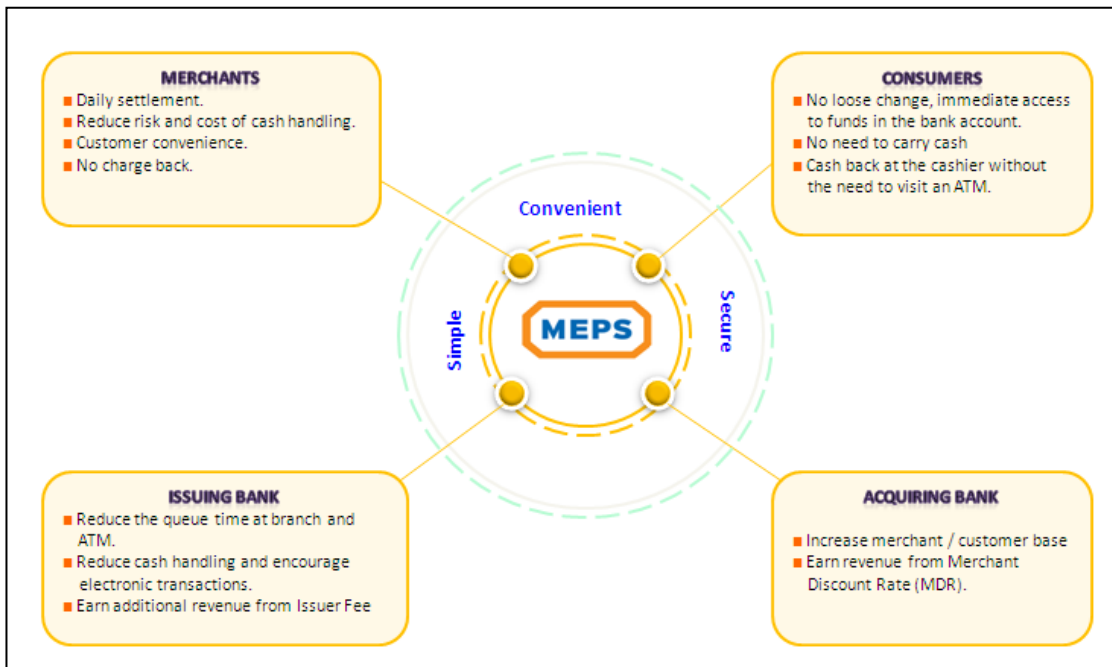 MERCHANTS
Daily settlement.
Reduce risk and cost of cash handling.
Customer convenience.
No charge back.
CONSUMERS
No loose change, immediate access
to funds in the bank account.
No need to carry cash
Cash back at the cashier without
the need to visit an ATM.
Convenient
Simple
MEPS
Secure
ISSUING BANK
Reduce the queue time at branch and
ATM.
Reduce cash handling and encourage
electronic transactions.
Earn additional revenue from Issuer Fee
ACQUIRING BANK
Increase merchant / customer base
Earn revenue from Merchant
Discount Rate (MDR).